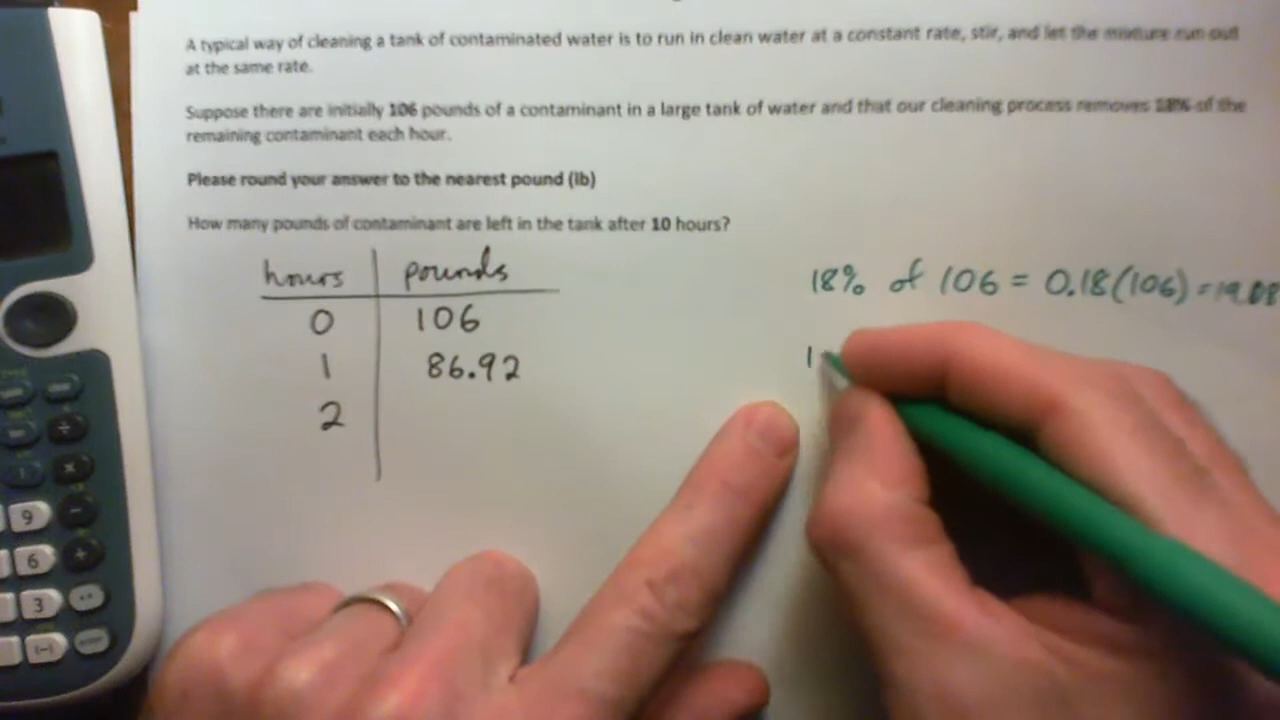 A typical way of cleaning a tank of contaminated water is to run in clean water at a constant rate, stir, and let the mixture run out
at the same rate.
Suppose there are initially 106 pounds of a contaminant in a large tank of water and that our cleaning process removes 18% of the
remaining contaminant each hour.
Please round your answer to the nearest pound (lb)
How many pounds of contaminant are left in the tank after 10 hours?
hours pounds
0 106
1 86.92
2
18% of 106 = 0.18(106) = 19.08
1
9
6
3
(-)